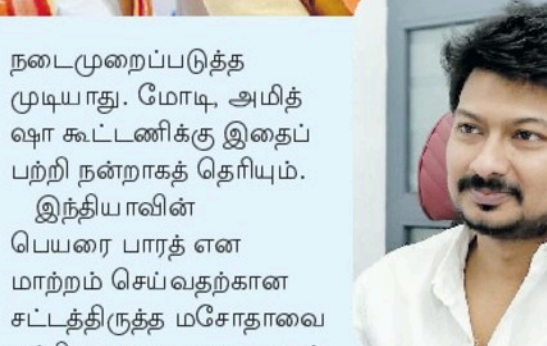 நடைமுறைப்படுத்த
முடியாது. மோடி, அமித்
ஷா கூட்டணிக்கு இதைப்
பற்றி நன்றாகத் தெரியும்.
இந்தியாவின்
பெயரை பாரத் என
மாற்றம் செய்வதற்கான
சட்டத்திருத்த மசோதாவை